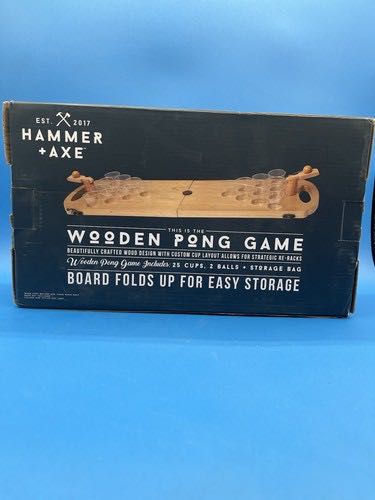 EST. 2017
HAMMER
+AXE™
THIS IS THE
WOODEN PONG GAME
BEAUTIFULLY CRAFTED WOOD DESIGN WITH CUSTOM CUP LAYOUT ALLOWS FOR STRATEGIC RE-RACKS
Wooden Pong Game Includes: 25 CUPS, 2 BALLS + STORAGE BAG
BOARD FOLDS UP FOR EASY STORAGE